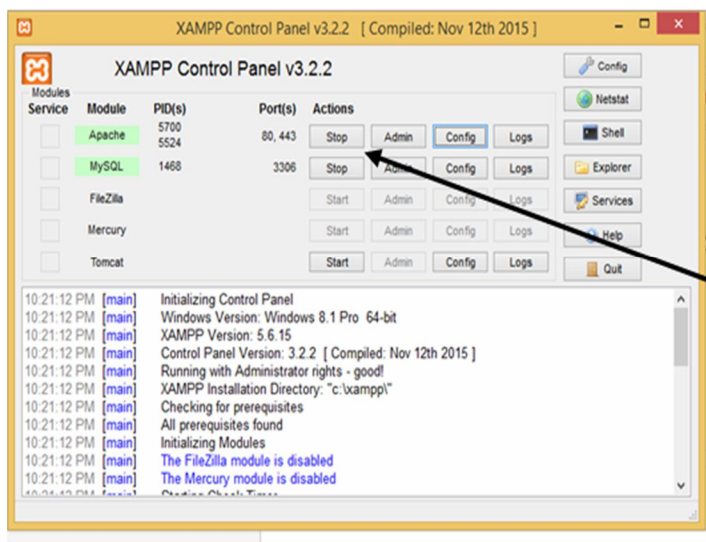 XAMPP Control Panel v3.2.2 [ Compiled: Nov 12th 2015 ]
XAMPP Control Panel v3.2.2
Config
Modules
Service Module PID(s) Port(s) Actions
Netstat
Apache 5700 5524 80, 443 Stop Admin Config Logs
Shell
MySQL 1468 3306 Stop Admin Config Logs
Explorer
FileZilla Start Admin Config Logs
Services
Mercury Start Admin Config Logs
Help
Tomcat Start Admin Config Logs
Quit
10:21:12 PM [main] Initializing Control Panel
10:21:12 PM [main] Windows Version: Windows 8.1 Pro 64-bit
10:21:12 PM [main] XAMPP Version: 5.6.15
10:21:12 PM [main] Control Panel Version: 3.2.2 [ Compiled: Nov 12th 2015 ]
10:21:12 PM [main] Running with Administrator rights - good!
10:21:12 PM [main] XAMPP Installation Directory: "c:\xampp\"
10:21:12 PM [main] Checking for prerequisites
10:21:12 PM [main] All prerequisites found
10:21:12 PM [main] Initializing Modules
10:21:12 PM [main] The FileZilla module is disabled
10:21:12 PM [main] The Mercury module is disabled